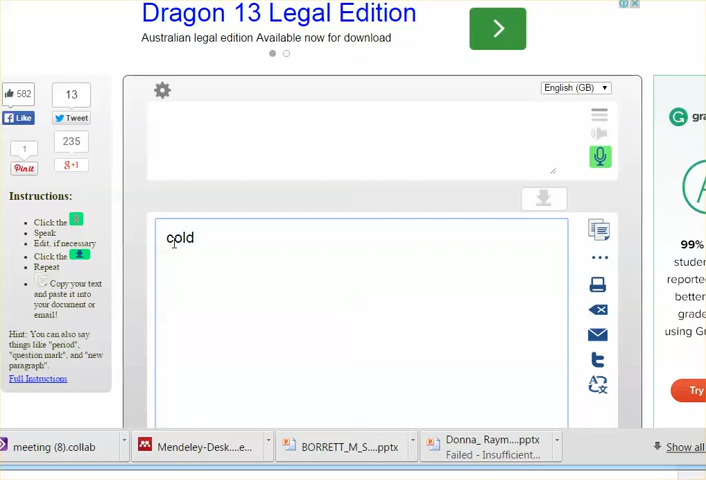 Dragon 13 Legal Edition
Australian legal edition Available now for download
English (GB)
582
13
Like
Tweet
1
235
Pin it
g+1
Instructions:
Click the
Speak
Edit, if necessary
Click the
Repeat
Copy your text
and paste it into
your document or
email!
Hint: You can also say
things like "period",
"question mark", and "new
paragraph".
Full Instructions
cold
gra
99%
studen
reporte
better
grade
using Gr
Try
meeting (8).collab
Mendeley-Desk....e...
BORRETT_M_S....pptx
Donna_ Raym....pptx
Failed - Insufficient...
Show all